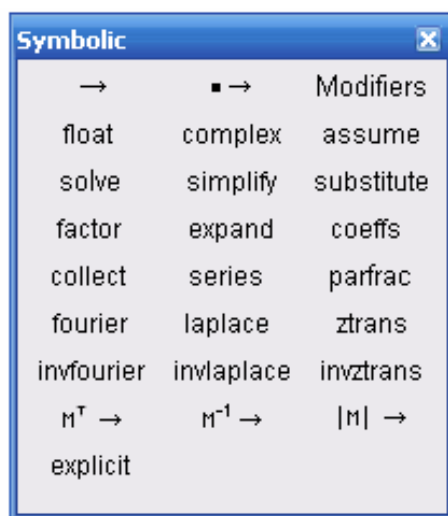 Symbolic
→ ▪ → Modifiers
float complex assume
solve simplify substitute
factor expand coeffs
collect series parfrac
fourier laplace ztrans
invfourier invlaplace invztrans
Mᵀ → M⁻¹ → |M| →
explicit